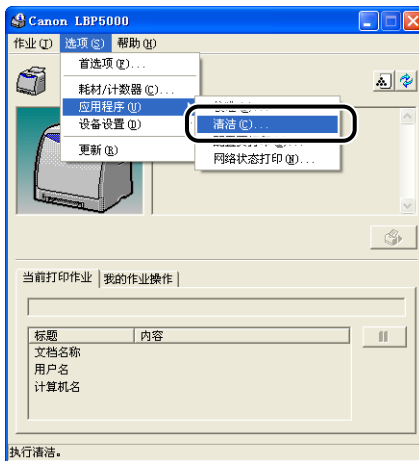 Canon LBP5000
作业(J) 选项(S) 帮助(H)
首选项(P)...
耗材/计数器(C)...
应用程序(U)
设备设置(D)
更新(R)
清洁(C)...
网络状态打印(N)...
当前打印作业 我的作业操作
标题 内容
文档名称
用户名
计算机名
执行清洁。